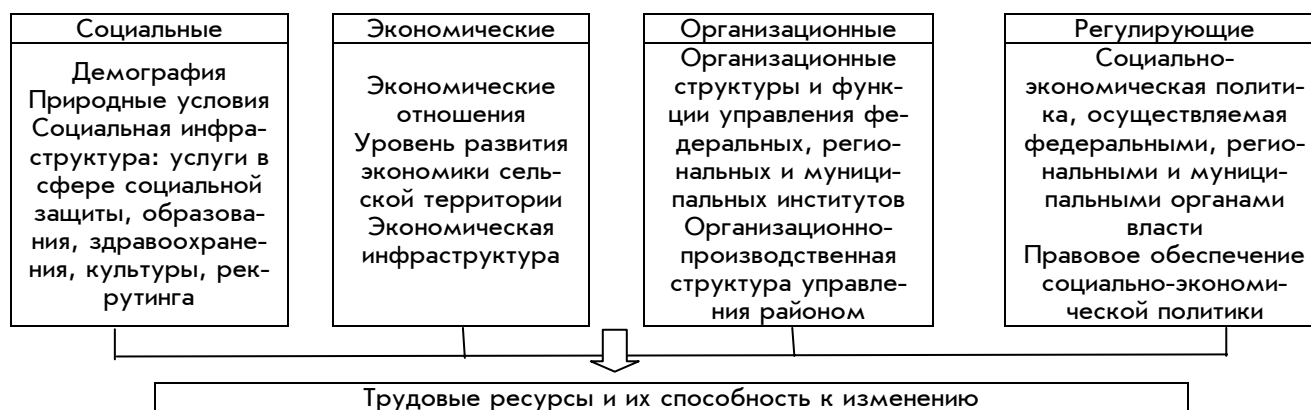 Социальные
Демография
Природные условия
Социальная инфра-
структура: услуги в
сфере социальной
защиты, образова-
ния, здравоохране-
ния, культуры, рек-
рутинга
Экономические
Экономические
отношения
Уровень развития
экономики сель-
ской территории
Экономическая
инфраструктура
Организационные
Организационные
структуры и функ-
ции управления фе-
деральных, регио-
нальных и муници-
пальных институтов
Организационно-
производственная
структура управле-
ния районом
Регулирующие
Социально-
экономическая полити-
ка, осуществляемая
федеральными, регио-
нальными и муници-
пальными органами
власти
Правовое обеспечение
социально-экономи-
ческой политики
Трудовые ресурсы и их способность к изменению